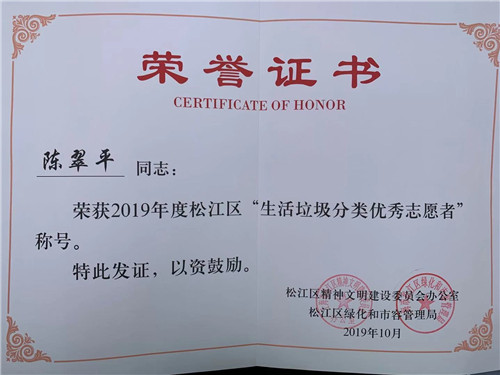 荣誉证书
CERTIFICATE OF HONOR
陈翠平 同志：
荣获2019年度松江区“生活垃圾分类优秀志愿者”
称号。
特此发证，以资鼓励。
松江区精神文明建设委员会办公室
松江区绿化和市容管理局
2019年10月